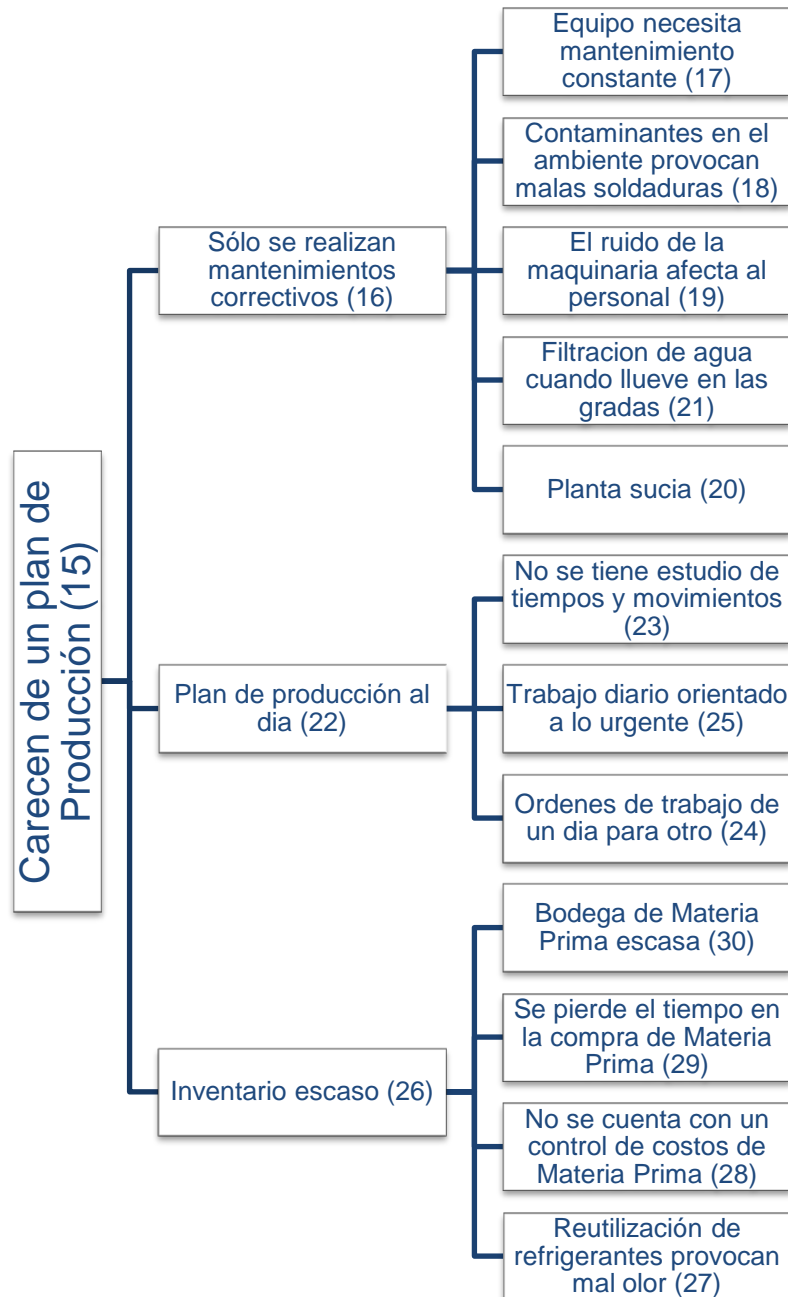 Carecen de un plan de
Producción (15)
Sólo se realizan
mantenimientos
correctivos (16)
Equipo necesita
mantenimiento
constante (17)
Contaminantes en el
ambiente provocan
malas soldaduras (18)
El ruido de la
maquinaria afecta al
personal (19)
Filtracion de agua
cuando llueve en las
gradas (21)
Planta sucia (20)
Plan de producción al
dia (22)
No se tiene estudio de
tiempos y movimientos
(23)
Trabajo diario orientado
a lo urgente (25)
Ordenes de trabajo de
un dia para otro (24)
Inventario escaso (26)
Bodega de Materia
Prima escasa (30)
Se pierde el tiempo en
la compra de Materia
Prima (29)
No se cuenta con un
control de costos de
Materia Prima (28)
Reutilización de
refrigerantes provocan
mal olor (27)